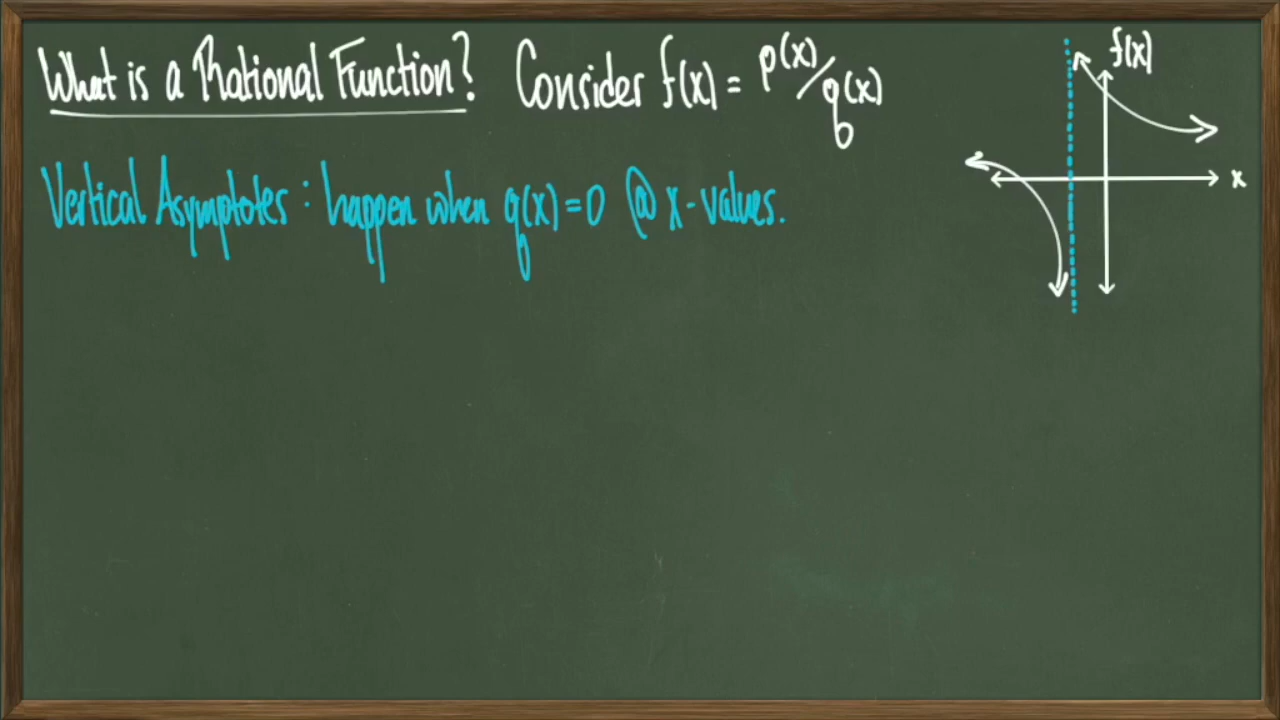 What is a Rational Function? Consider f(x) = p(x)/q(x)
f(x)
x
Vertical Asymptotes : happen when q(x) = 0 @ x-values.